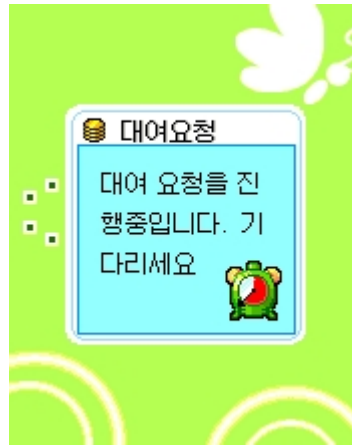 대여요청
대여 요청을 진
행중입니다. 기
다리세요